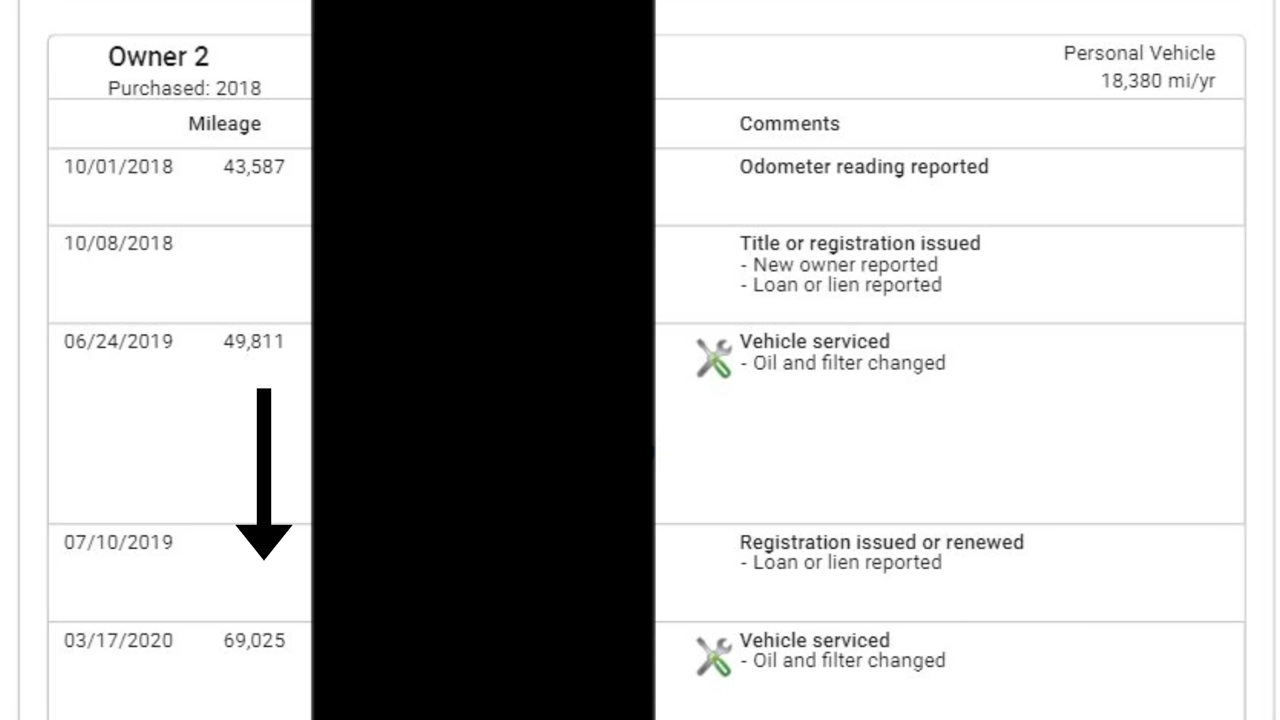 Owner 2
Purchased: 2018
Personal Vehicle
18,380 mi/yr
Mileage
Comments
10/01/2018 43,587 Odometer reading reported
10/08/2018 Title or registration issued
- New owner reported
- Loan or lien reported
06/24/2019 49,811 Vehicle serviced
- Oil and filter changed
07/10/2019 Registration issued or renewed
- Loan or lien reported
03/17/2020 69,025 Vehicle serviced
- Oil and filter changed